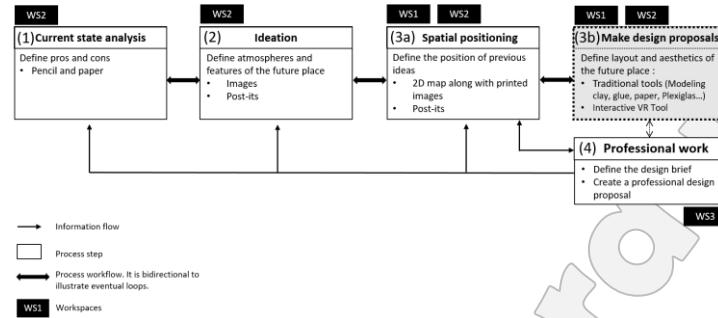 WS2
(1) Current state analysis
Define pros and cons
• Pencil and paper
WS2
(2) Ideation
Define atmospheres and
features of the future place
• Images
• Post-its
WS1 WS2
(3a) Spatial positioning
Define the position of previous
ideas
• 2D map along with printed
images
• Post-its
WS1 WS2
(3b) Make design proposals
Define layout and aesthetics of
the future place :
• Traditional tools (Modeling
clay, glue, paper, Plexiglas...)
• Interactive VR Tool
(4) Professional work
• Define the design brief
• Create a professional design
proposal
WS3
Information flow
Process step
Process workflow. It is bidirectional to
illustrate eventual loops.
WS1 Workspaces